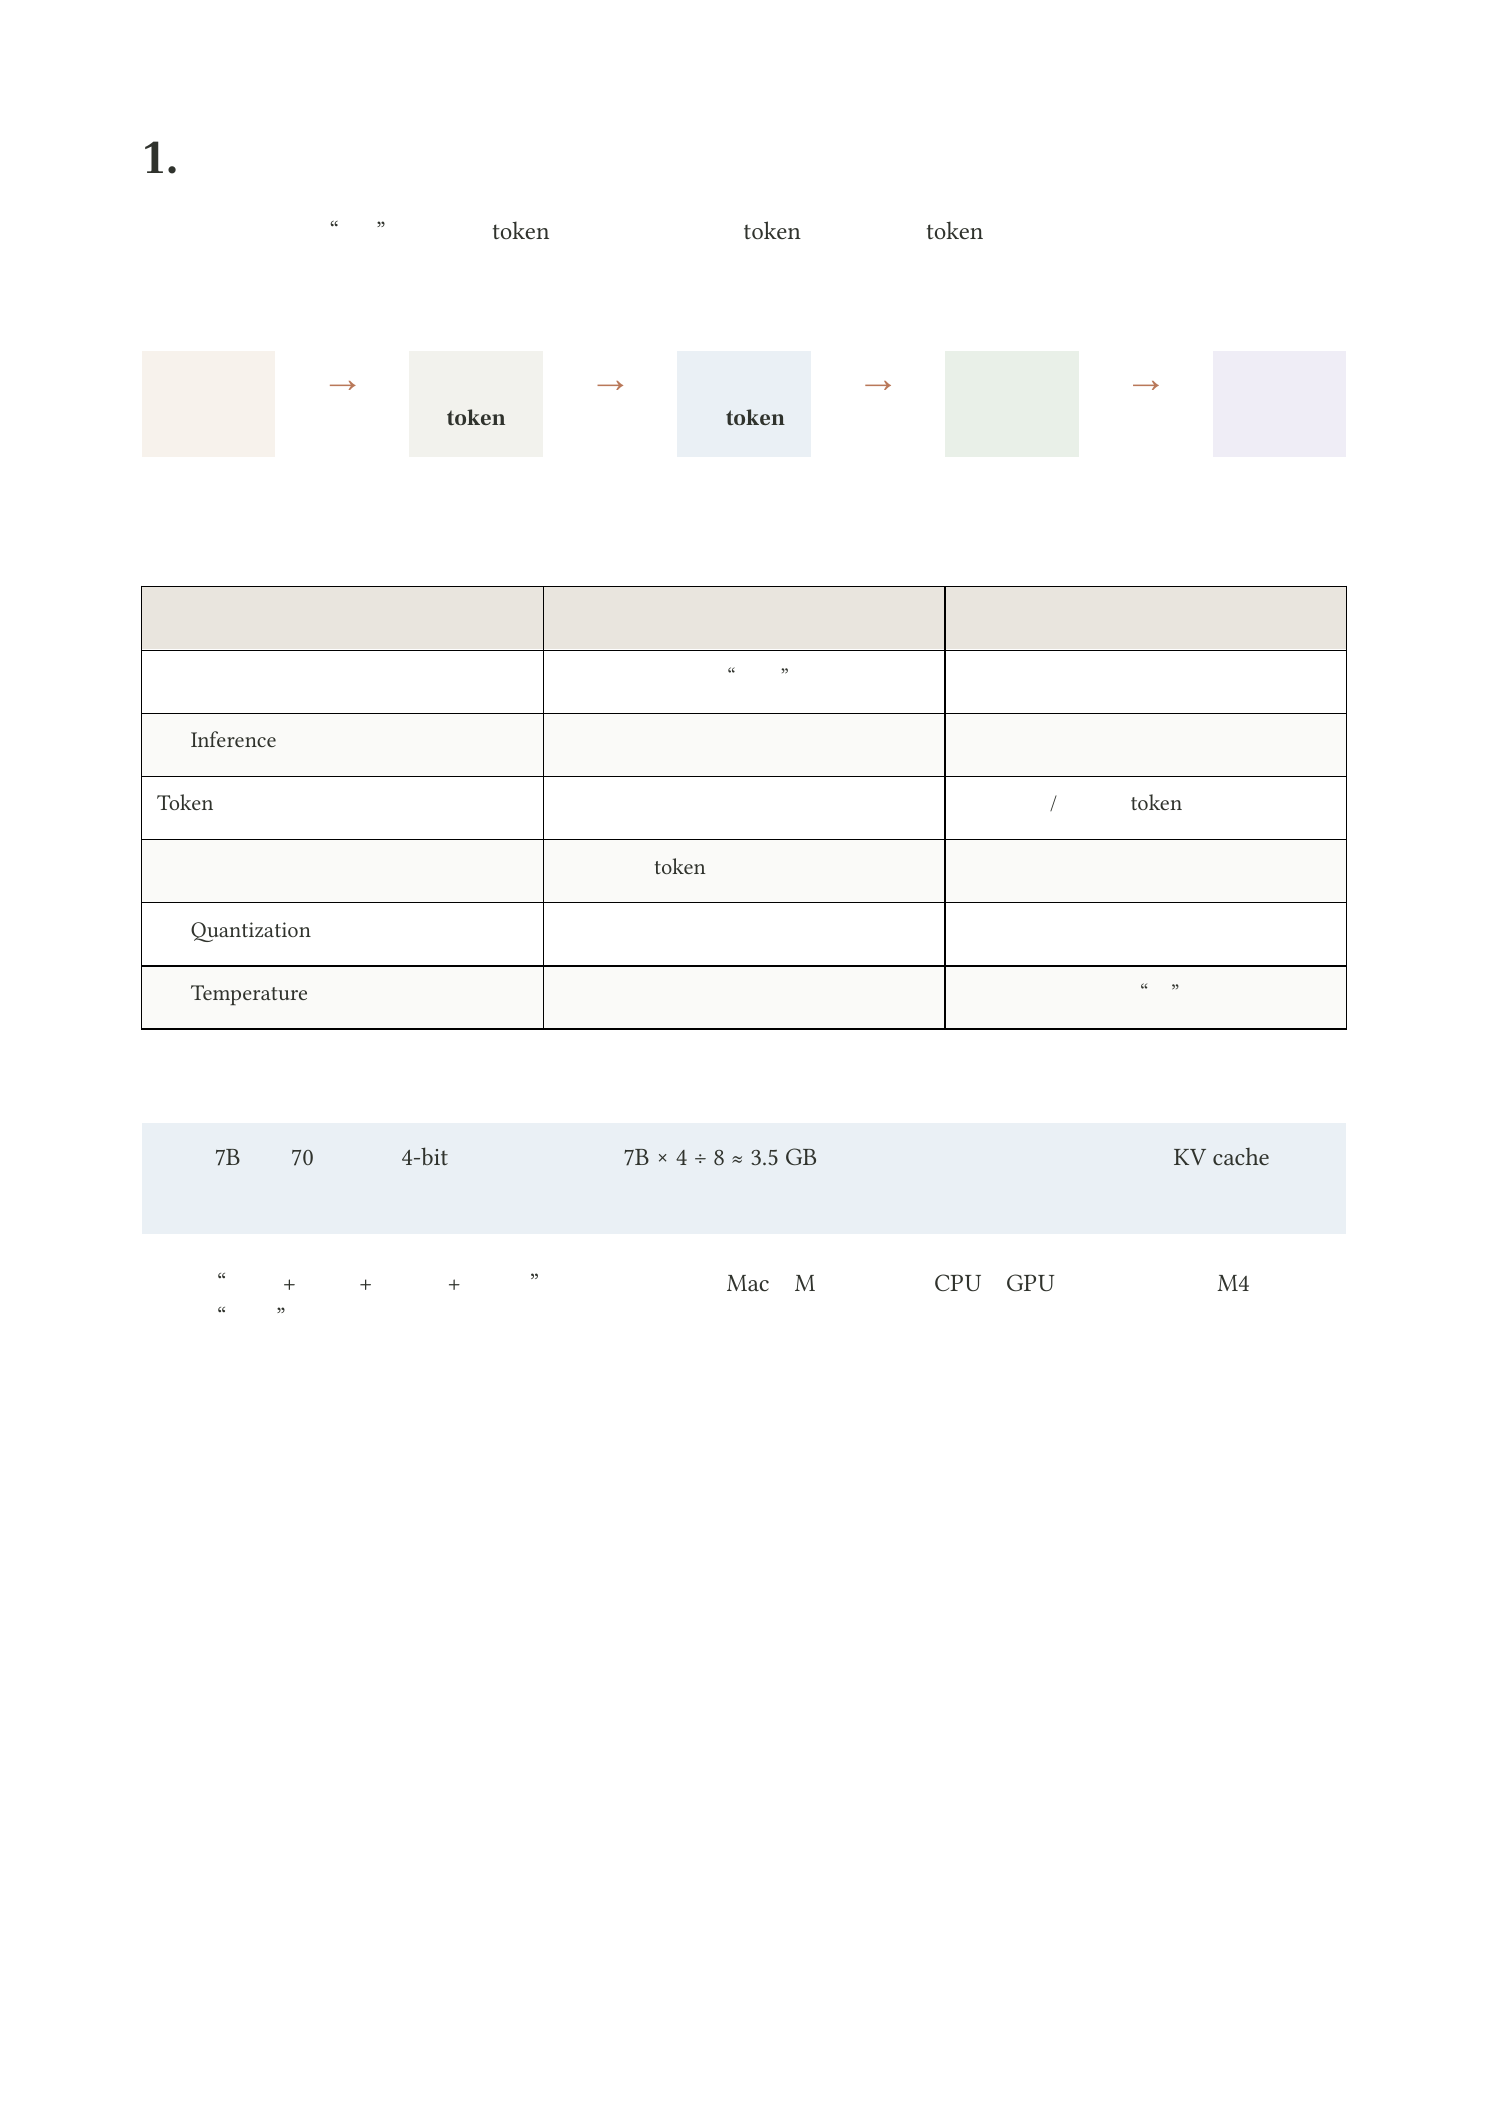 1.
“ ” token token token
→ → → →
token token
“ ”
Inference
Token / token
token
Quantization
Temperature “ ”
7B 70 4-bit 7B × 4 ÷ 8 ≈ 3.5 GB KV cache
“ + + + ” Mac M CPU GPU M4
“ ”